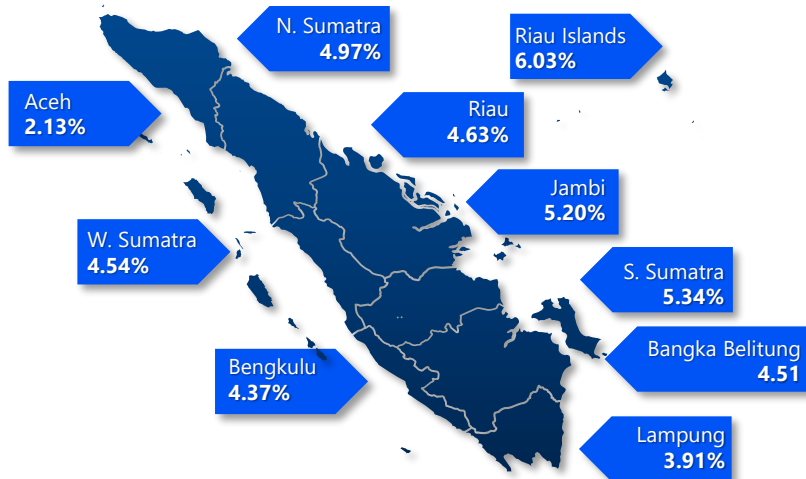 N. Sumatra
4.97%
Riau Islands
6.03%
Aceh
2.13%
Riau
4.63%
Jambi
5.20%
W. Sumatra
4.54%
S. Sumatra
5.34%
Bangka Belitung
4.51
Bengkulu
4.37%
Lampung
3.91%